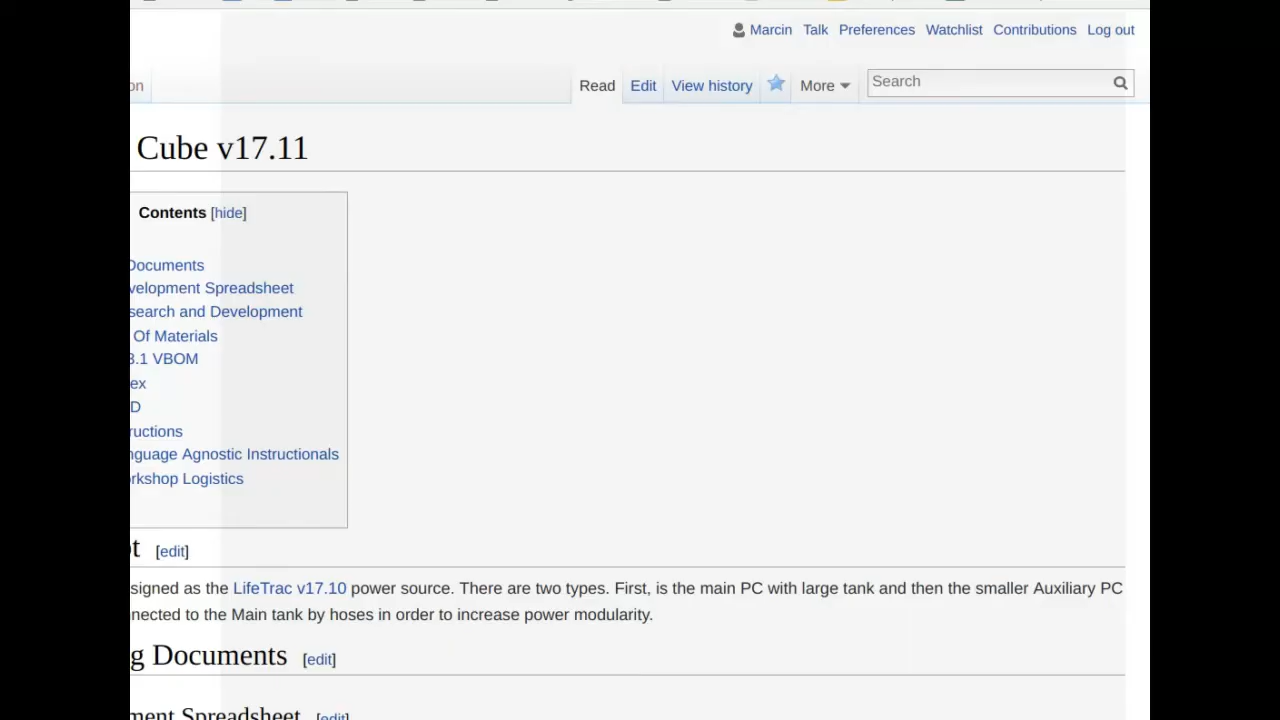 Marcin Talk Preferences Watchlist Contributions Log out
on Read Edit View history More Search
Cube v17.11
Contents [hide]
Documents
velopment Spreadsheet
search and Development
Of Materials
3.1 VBOM
ex
D
ructions
nguage Agnostic Instructionals
rkshop Logistics
pt [edit]
signed as the LifeTrac v17.10 power source. There are two types. First, is the main PC with large tank and then the smaller Auxiliary PC
nnected to the Main tank by hoses in order to increase power modularity.
g Documents [edit]
ment Spreadsheet [edit]